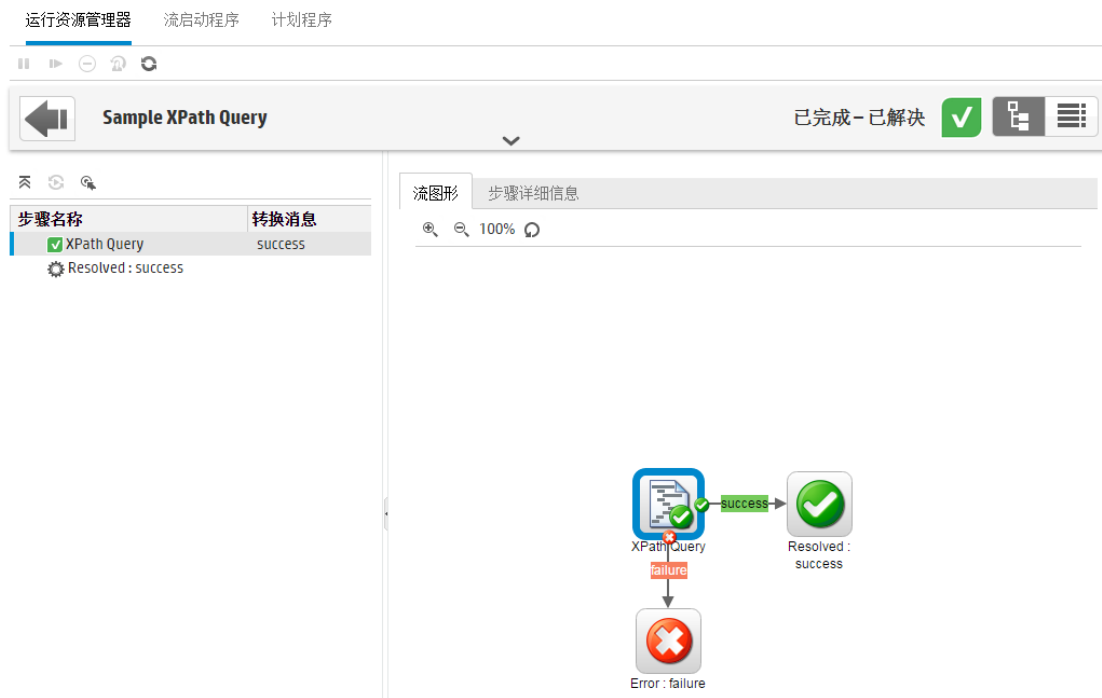 运行资源管理器 流启动程序 计划程序
Sample XPath Query 已完成 – 已解决
流图形 步骤详细信息
步骤名称 转换消息
100%
XPath Query success
Resolved : success
success
XPath Query Resolved :
success
failure
Error : failure